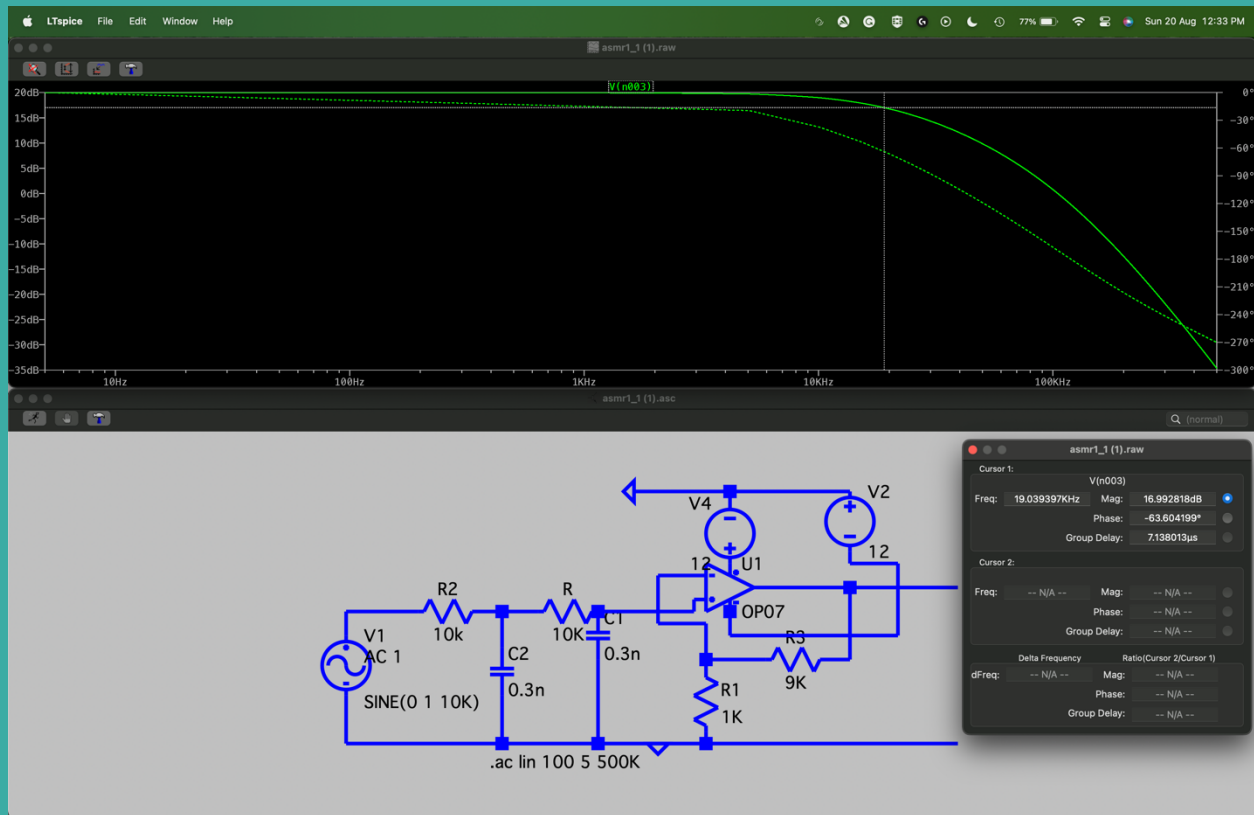 LTspice File Edit Window Help 77% Sun 20 Aug 12:33 PM
asmr1_1 (1).raw
V(n003)
20dB 0°
15dB -30°
10dB -60°
5dB -90°
0dB -120°
-5dB -150°
-10dB -180°
-15dB -210°
-20dB -240°
-25dB -270°
-30dB -300°
-35dB
10Hz 100Hz 1KHz 10KHz 100KHz
asmr1_1 (1).asc
(normal)
V4 V2
12 U1 12
R2 R
10k 10K C1 OP07
V1 0.3n R3
AC 1 C2 9K
SINE(0 1 10K) 0.3n R1
1K
.ac lin 100 5 500K
asmr1_1 (1).raw
Cursor 1:
V(n003)
Freq: 19.039397KHz Mag: 16.992818dB
Phase: -63.604199°
Group Delay: 7.138013µs
Cursor 2:
Freq: -- N/A -- Mag: -- N/A --
Phase: -- N/A --
Group Delay: -- N/A --
Delta Frequency Ratio(Cursor 2/Cursor 1)
dFreq: -- N/A -- Mag: -- N/A --
Phase: -- N/A --
Group Delay: -- N/A --